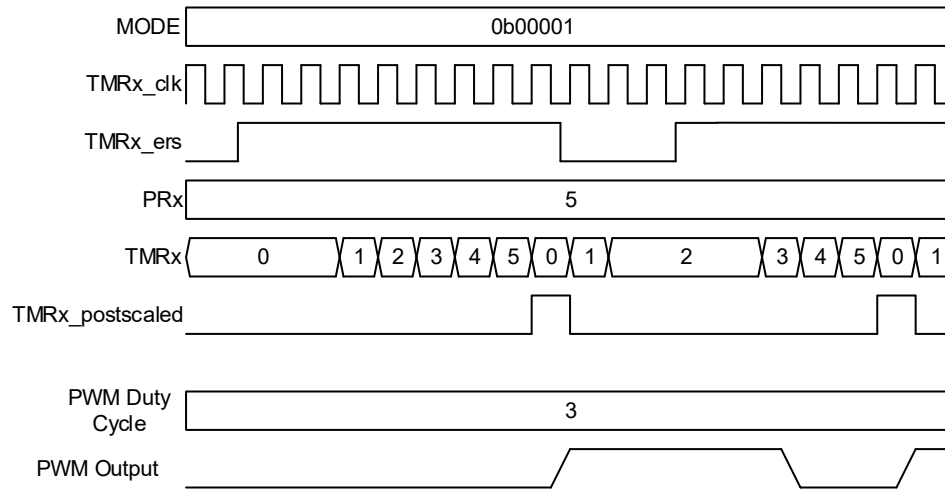 MODE
0b00001
TMRx_clk
TMRx_ers
PRx
5
TMRx
0 1 2 3 4 5 0 1 2 3 4 5 0 1
TMRx_postscaled
PWM Duty
Cycle
3
PWM Output